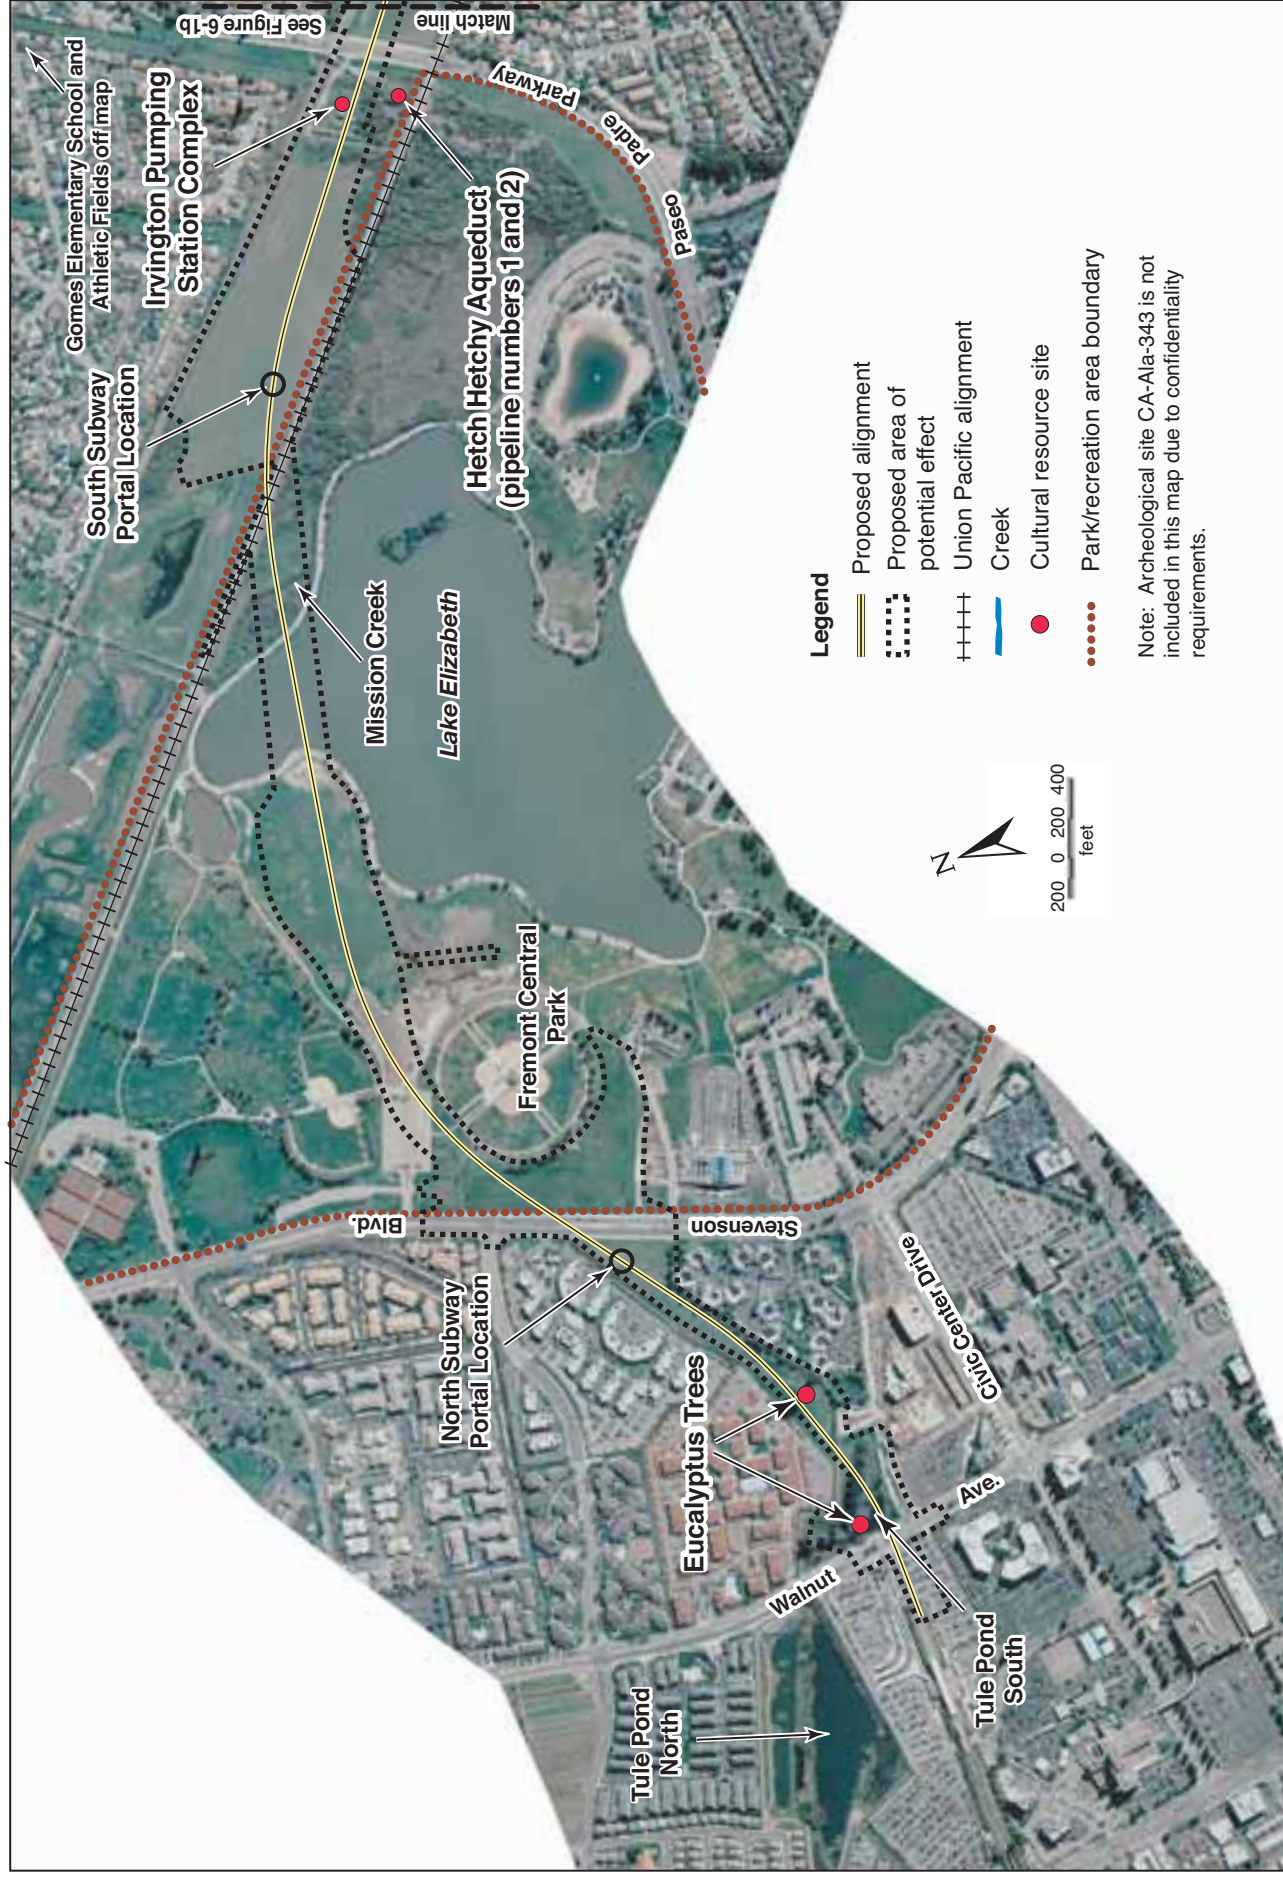 Gomes Elementary School and
Athletic Fields off map
See Figure 6-1b
Match line
Irvington Pumping
Station Complex
South Subway
Portal Location
Hetch Hetchy Aqueduct
(pipeline numbers 1 and 2)
Parkway
Padre
Paseo
Mission Creek
Lake Elizabeth
Fremont Central
Park
Blvd.
Stevenson
North Subway
Portal Location
Civic Center Drive
Eucalyptus Trees
Walnut
Ave.
Tule Pond
North
Tule Pond
South
Legend
Proposed alignment
Proposed area of
potential effect
Union Pacific alignment
Creek
Cultural resource site
Park/recreation area boundary
Note: Archeological site CA-Ala-343 is not
included in this map due to confidentiality
requirements.
N
200 0 200 400
feet